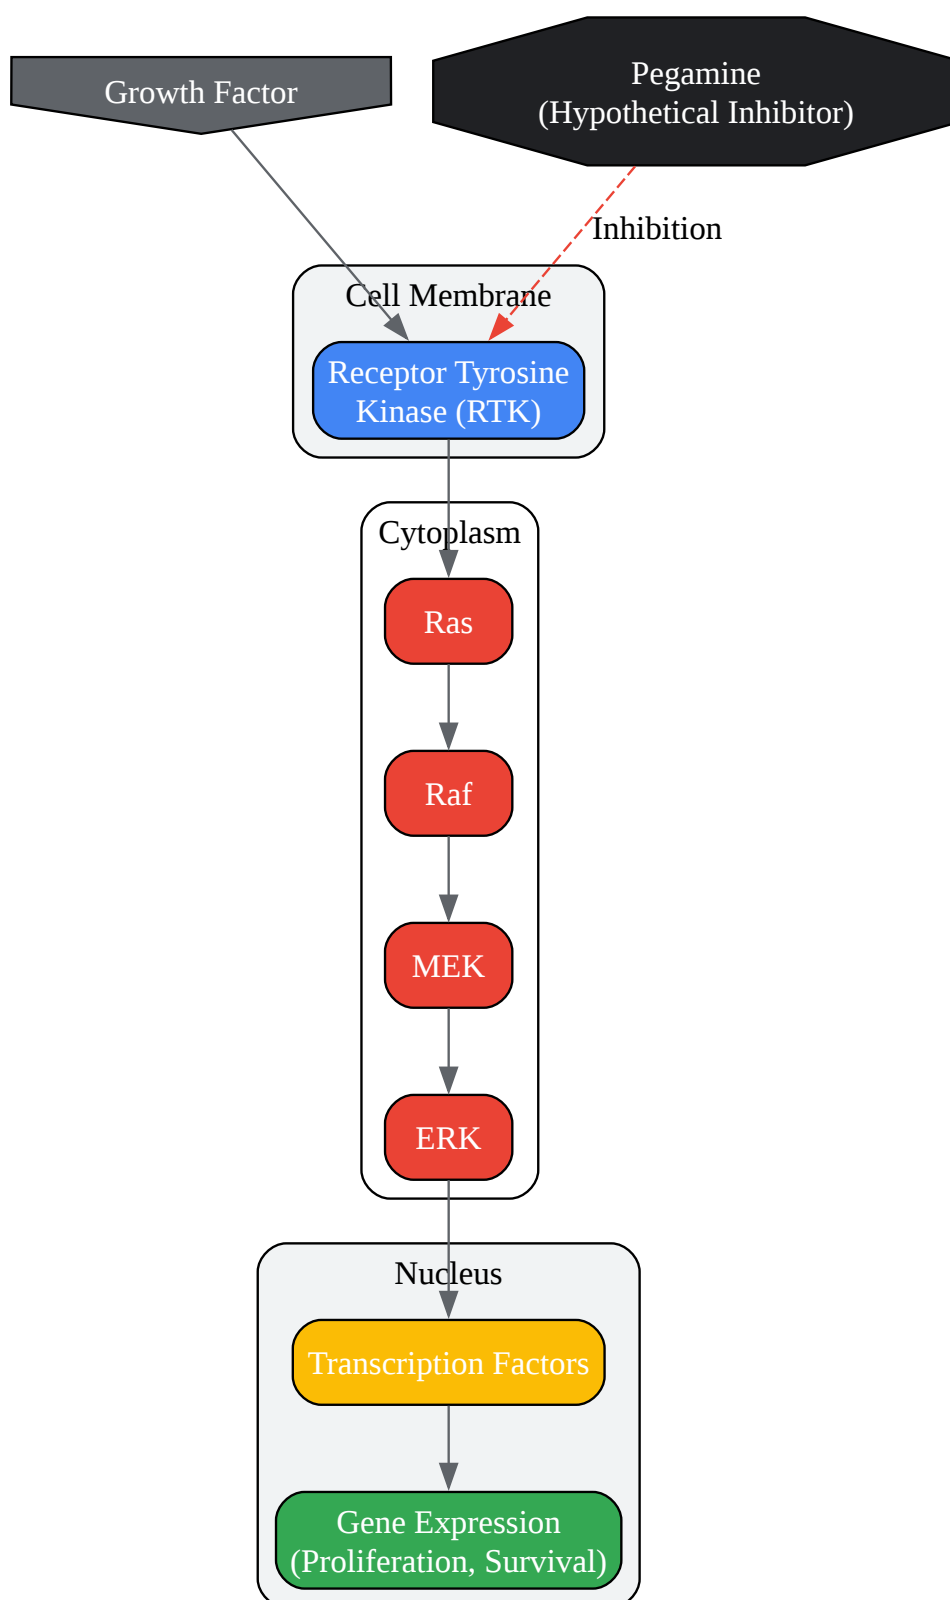 Growth Factor
Pegamine
(Hypothetical Inhibitor)
Inhibition
Cell Membrane
Receptor Tyrosine
Kinase (RTK)
Cytoplasm
Ras
Raf
MEK
ERK
Nucleus
Transcription Factors
Gene Expression
(Proliferation, Survival)